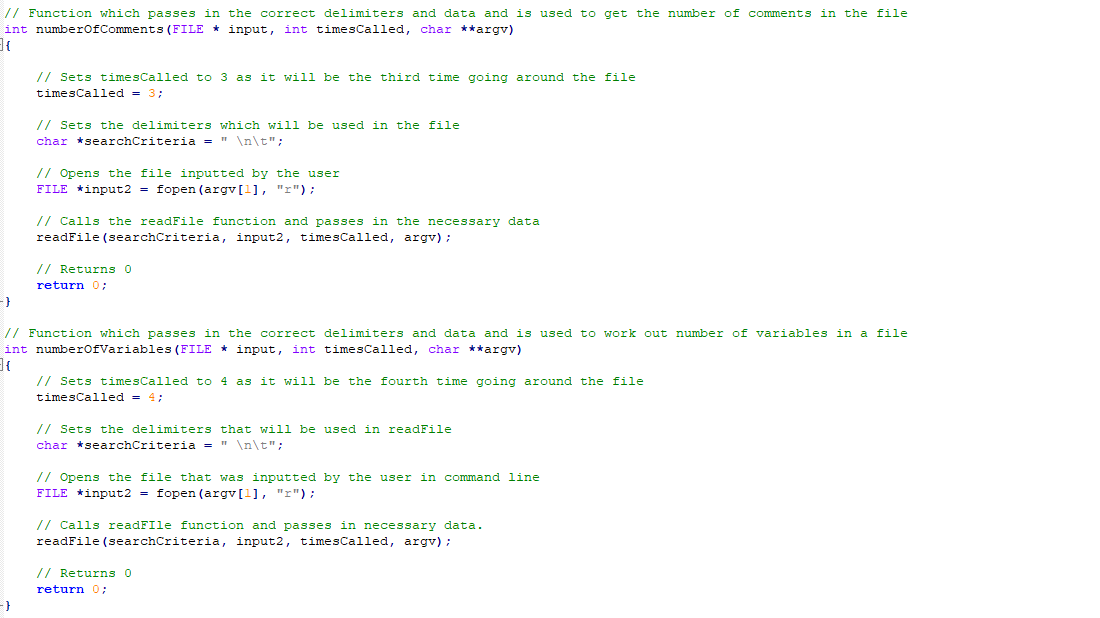 // Function which passes in the correct delimiters and data and is used to get the number of comments in the file
int numberOfComments(FILE * input, int timesCalled, char **argv)
{
// Sets timesCalled to 3 as it will be the third time going around the file
timesCalled = 3;
// Sets the delimiters which will be used in the file
char *searchCriteria = " \n\t";
// Opens the file inputted by the user
FILE *input2 = fopen(argv[1], "r");
// Calls the readFile function and passes in the necessary data
readFile(searchCriteria, input2, timesCalled, argv);
// Returns 0
return 0;
}
// Function which passes in the correct delimiters and data and is used to work out number of variables in a file
int numberOfVariables(FILE * input, int timesCalled, char **argv)
{
// Sets timesCalled to 4 as it will be the fourth time going around the file
timesCalled = 4;
// Sets the delimiters that will be used in readFile
char *searchCriteria = " \n\t";
// Opens the file that was inputted by the user in command line
FILE *input2 = fopen(argv[1], "r");
// Calls readFIle function and passes in necessary data.
readFile(searchCriteria, input2, timesCalled, argv);
// Returns 0
return 0;
}